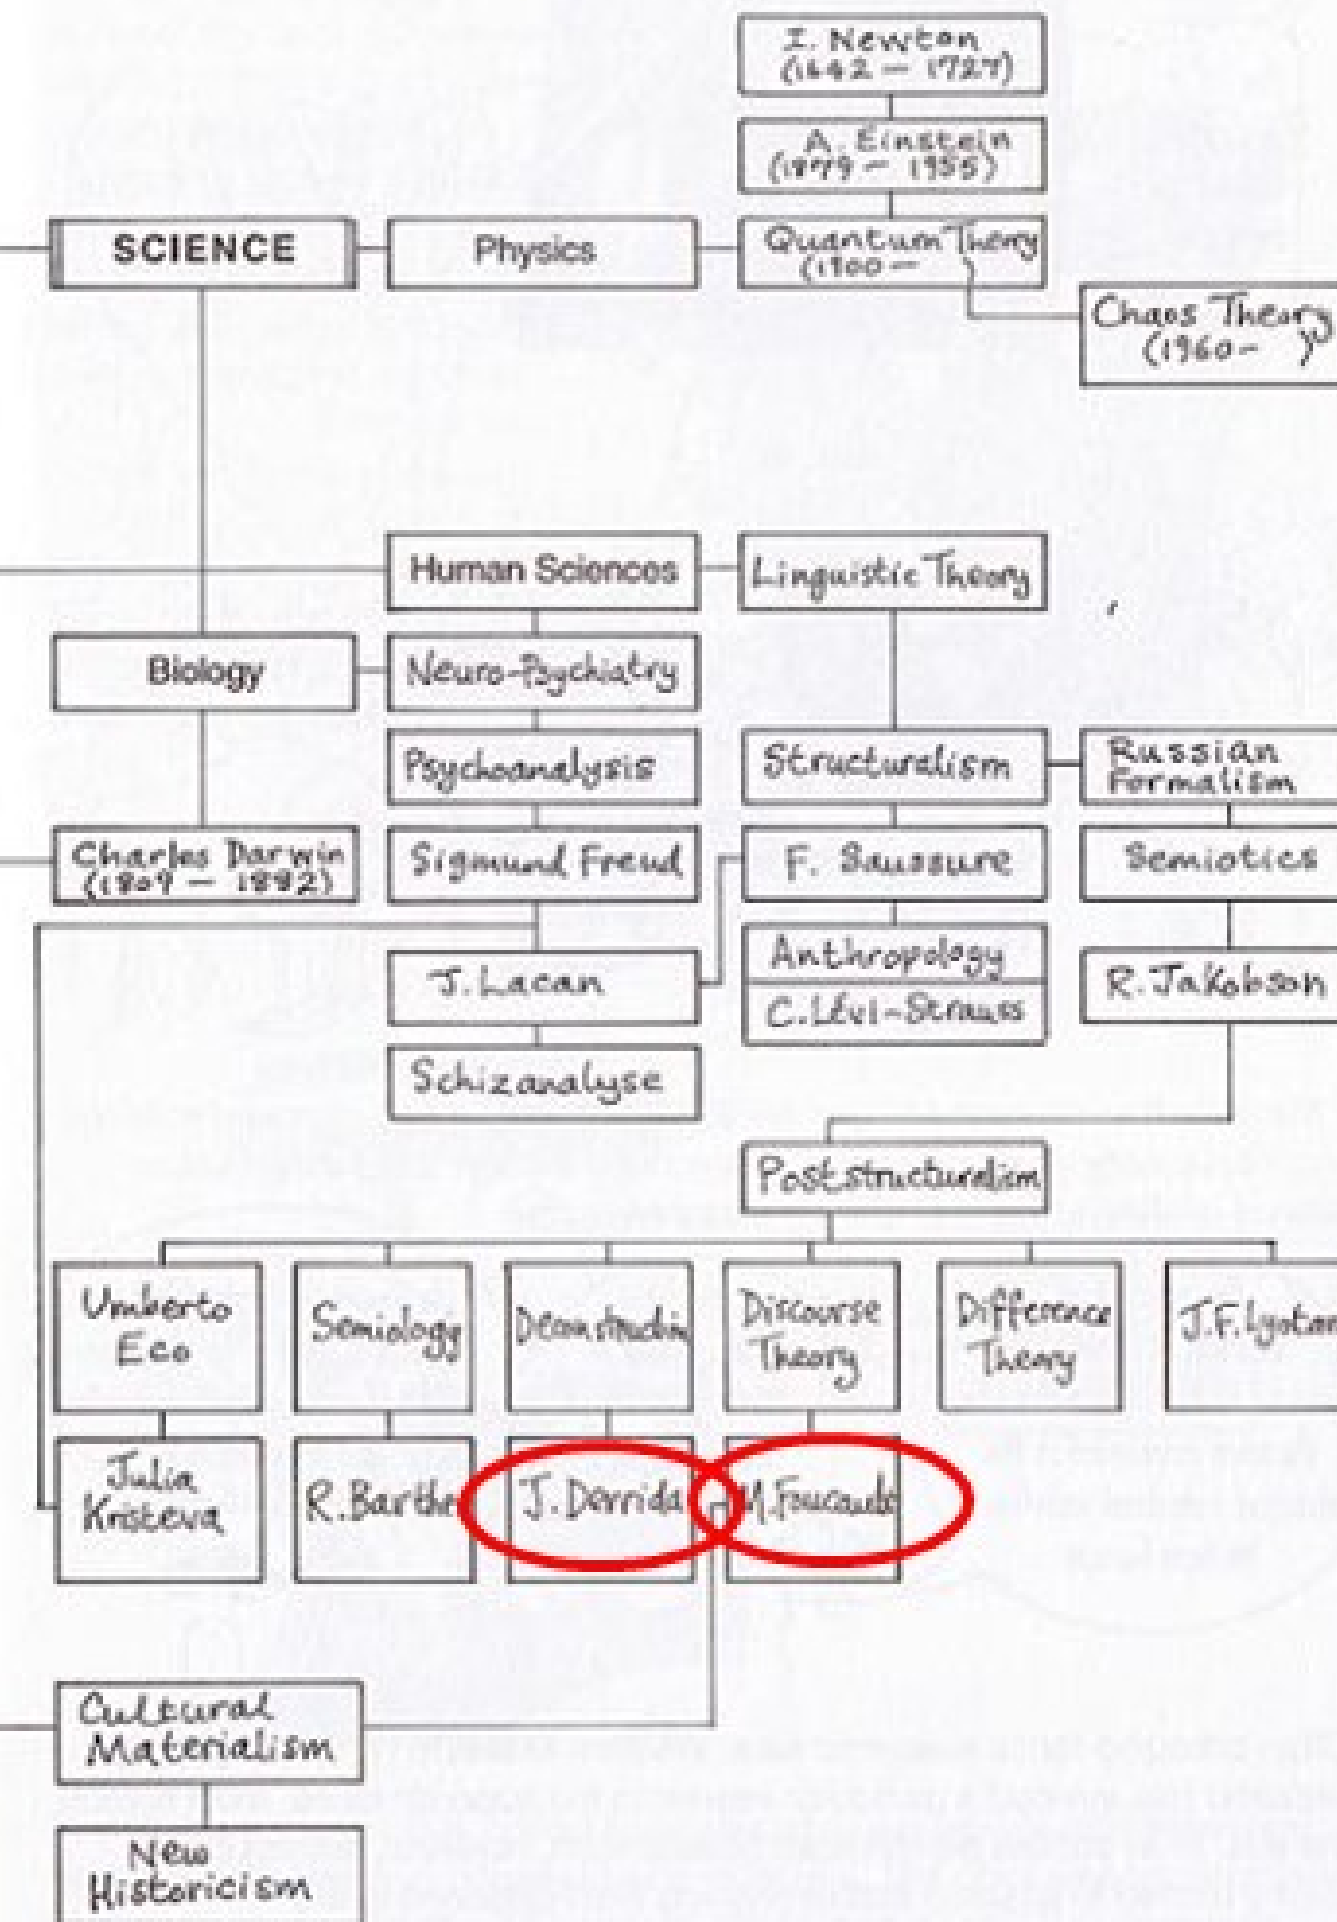 I. Newton
(1642 — 1727)
A. Einstein
(1879 — 1955)
SCIENCE
Physics
Quantum Theory
(1900 — )
Chaos Theory
(1960 - )
Human Sciences
Linguistic Theory
Biology
Neuro-Psychiatry
Psychoanalysis
Structuralism
Russian
Formalism
Charles Darwin
(1809 — 1882)
Sigmund Freud
F. Saussure
Semiotics
J. Lacan
Anthropology
C. Lévi-Strauss
R. Jakobson
Schizanalyse
Poststructuralism
Umberto
Eco
Semiology
Deconstruction
Discourse
Theory
Difference
Theory
J.F. Lyotar
Julia
Kristeva
R. Barthe
J. Derrida
M. Foucault
Cultural
Materialism
New
Historicism